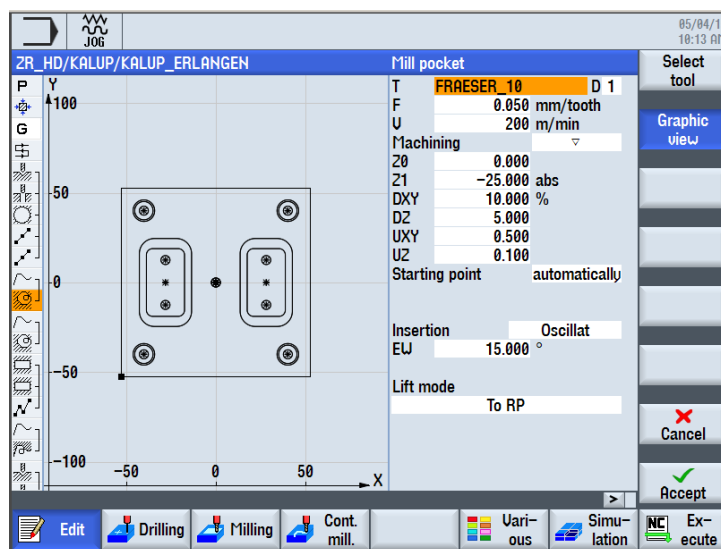 05/04/1
10:13 AM
JOG
ZR_HD/KALUP/KALUP_ERLANGEN
Mill pocket
Select tool
P
G
Y
100
50
0
-50
-100
-50
0
50
X
T FRAESER_10 D 1
F 0.050 mm/tooth
V 200 m/min
Machining ▽
Z0 0.000
Z1 -25.000 abs
DXY 10.000 %
DZ 5.000
UXY 0.500
UZ 0.100
Starting point automatically
Insertion Oscillat
EW 15.000 °
Lift mode
To RP
Graphic view
Cancel
Accept
>
Edit
Drilling
Milling
Cont. mill.
Vari-
ous
Simu-
lation
NC
Ex-
ecute